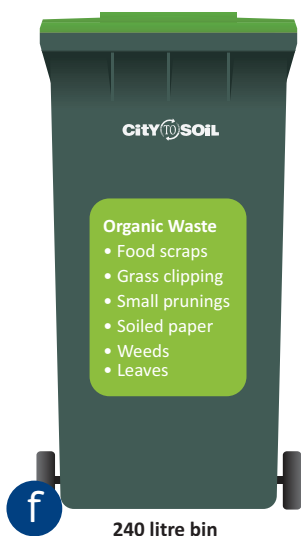 CitY TO SOiL
Organic Waste
• Food scraps
• Grass clipping
• Small prunings
• Soiled paper
• Weeds
• Leaves
f
240 litre bin